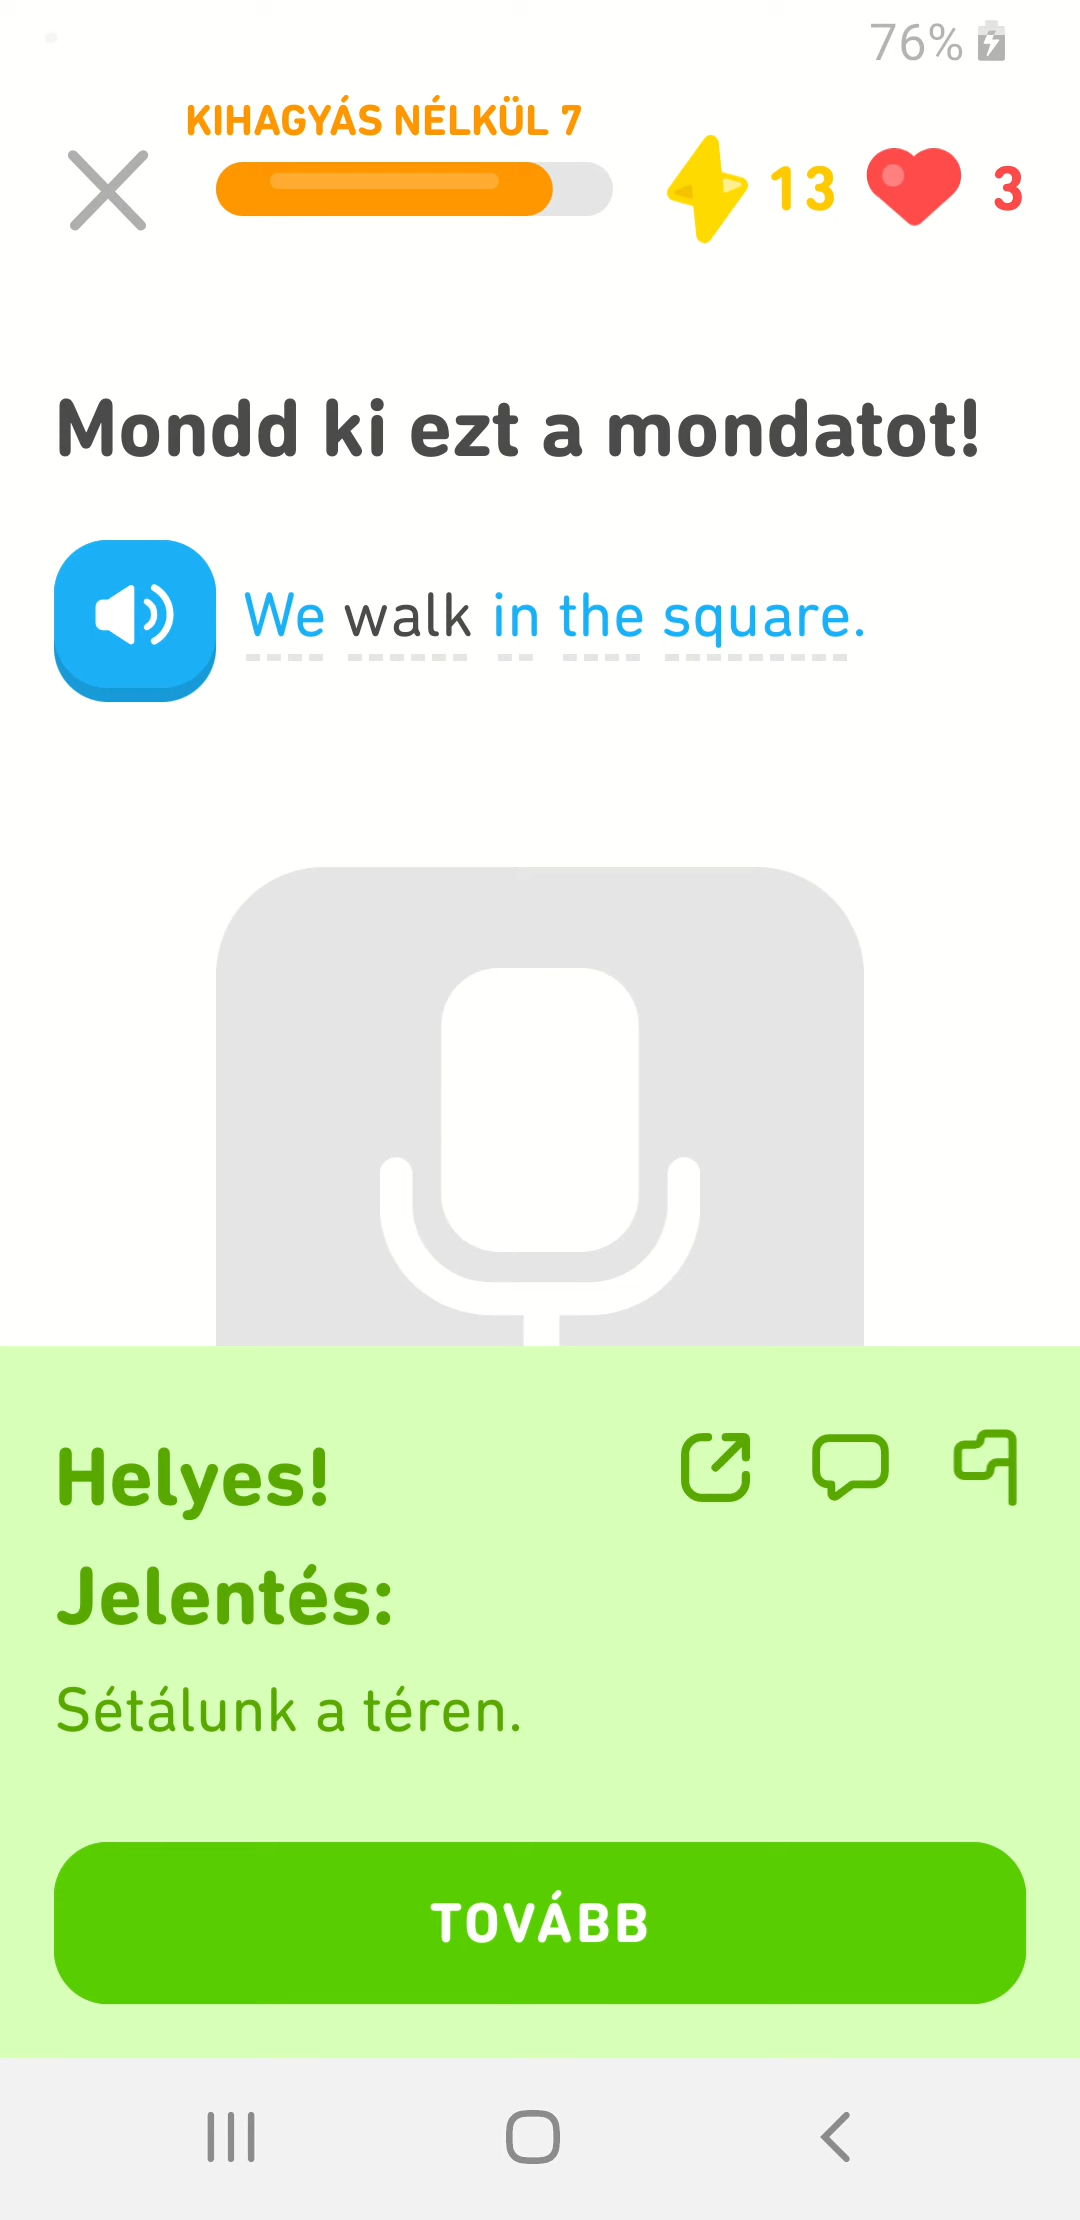 76%
KIHAGYÁS NÉLKÜL 7
13
3
Mondd ki ezt a mondatot!
We walk in the square.
Helyes!
Jelentés:
Sétálunk a téren.
TOVÁBB